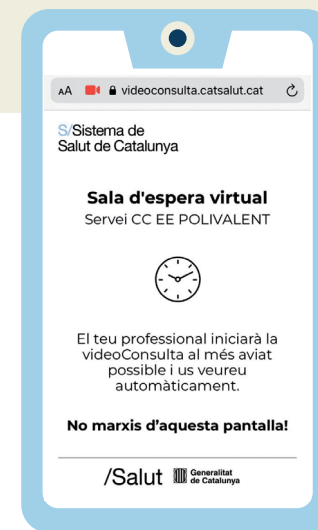 AA videoconsulta.catsalut.cat
S/Sistema de
Salut de Catalunya
Sala d'espera virtual
Servei CC EE POLIVALENT
El teu professional iniciarà la
videoConsulta al més aviat
possible i us veureu
automàticament.
No marxis d’aquesta pantalla!
/Salut Generalitat
de Catalunya